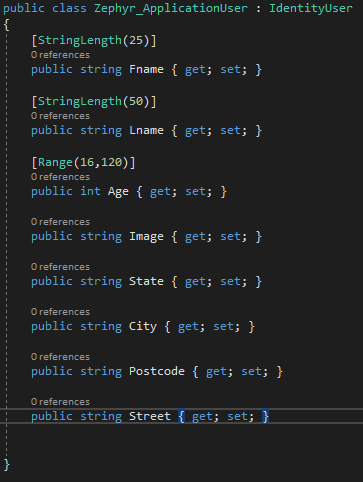 public class Zephyr_ApplicationUser : IdentityUser
{
[StringLength(25)]
0 references
public string Fname { get; set; }
[StringLength(50)]
0 references
public string Lname { get; set; }
[Range(16,120)]
0 references
public int Age { get; set; }
0 references
public string Image { get; set; }
0 references
public string State { get; set; }
0 references
public string City { get; set; }
0 references
public string Postcode { get; set; }
0 references
public string Street { get; set; }
}